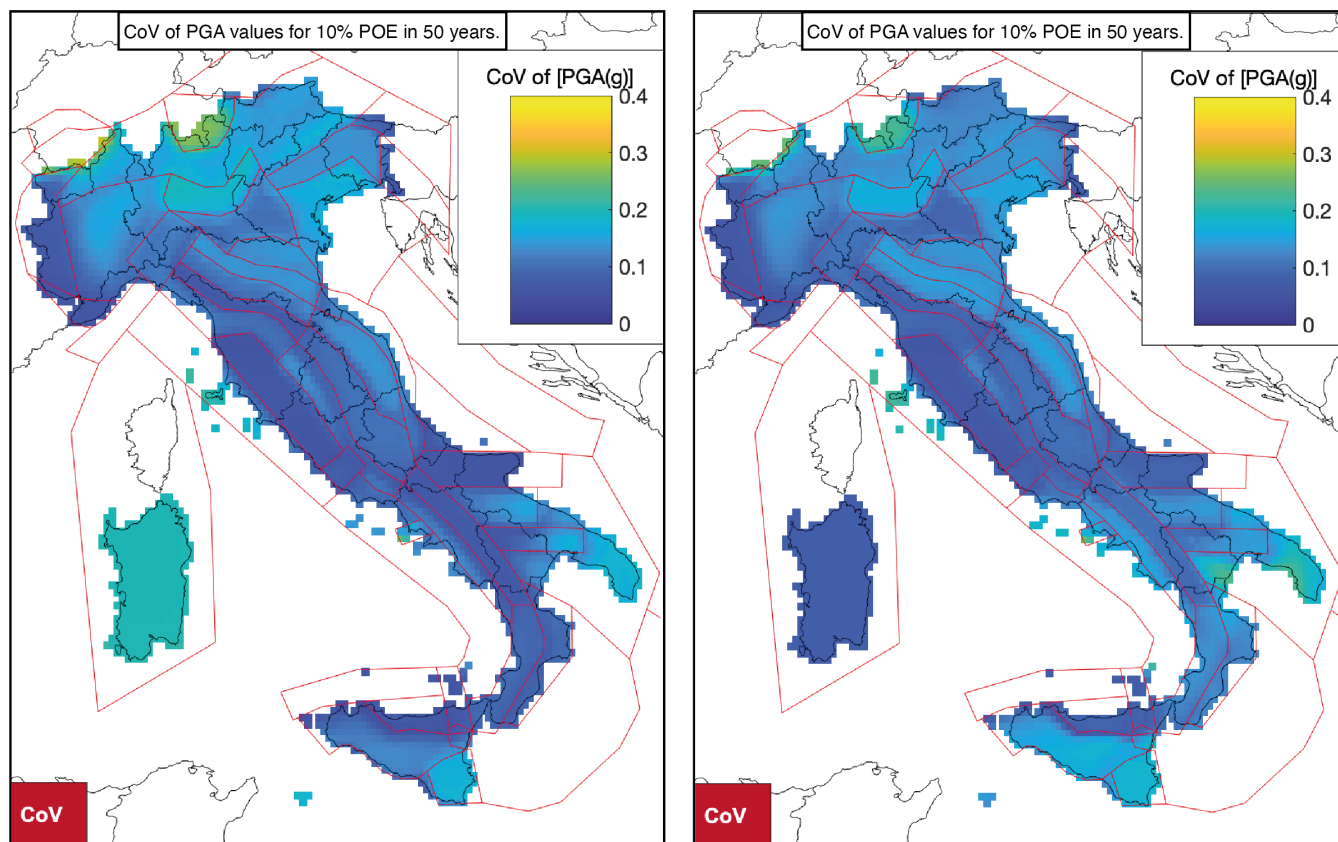 CoV of PGA values for 10% POE in 50 years.
CoV of [PGA(g)]
0.4
0.3
0.2
0.1
0
CoV
CoV of PGA values for 10% POE in 50 years.
CoV of [PGA(g)]
0.4
0.3
0.2
0.1
0
CoV